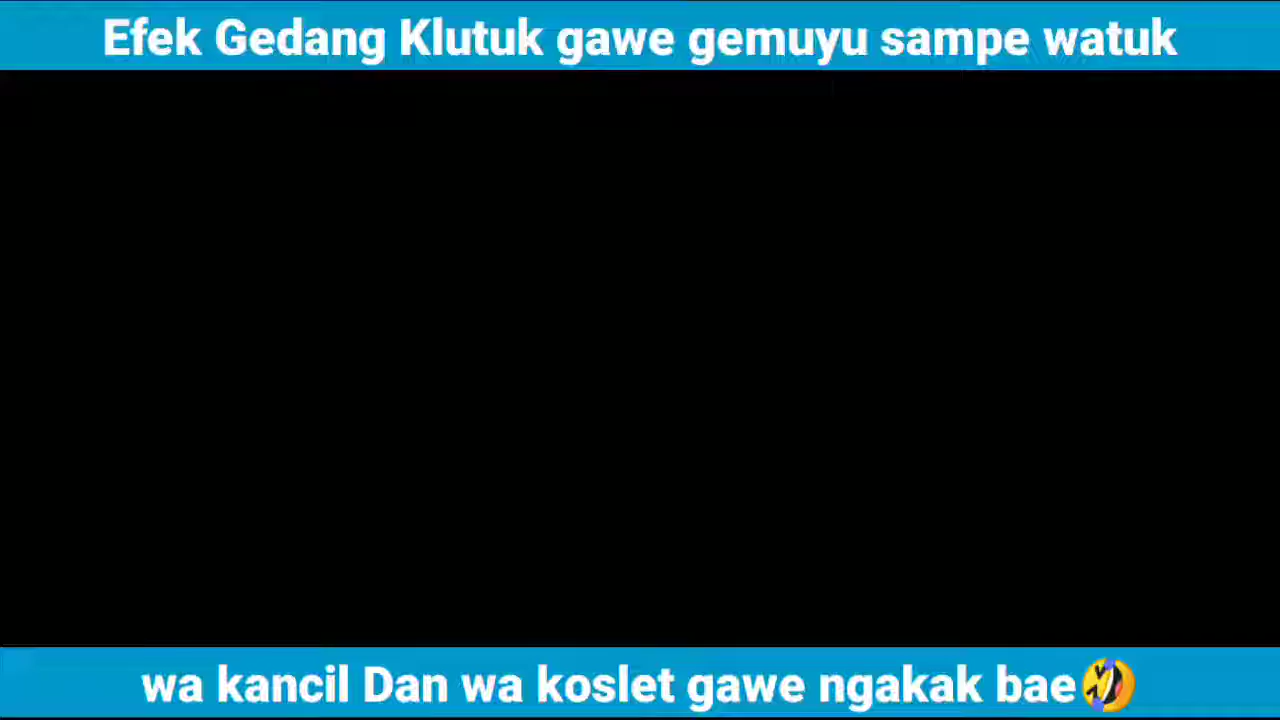 Efek Gedang Klutuk gawe gemuyu sampe watuk
wa kancil Dan wa koslet gawe ngakak bae🤣